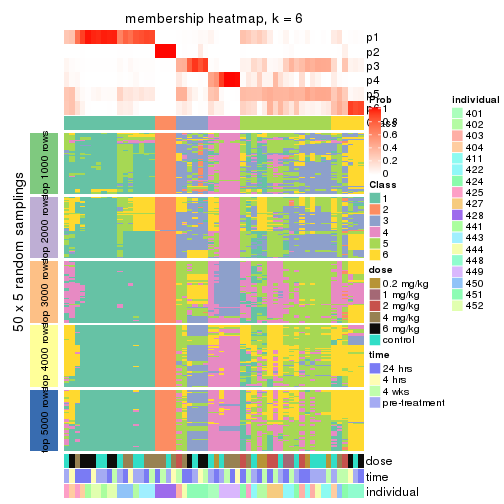 membership heatmap, k = 6
p1
p2
p3
p4
p5
p6
Prob
1
0.8
0.6
0.4
0.2
0
Class
Class
1
2
3
4
5
6
dose
0.2 mg/kg
1 mg/kg
2 mg/kg
4 mg/kg
6 mg/kg
control
time
24 hrs
4 hrs
4 wks
pre-treatment
individual
401
402
403
404
411
422
424
425
427
428
441
443
444
448
449
450
451
452
50 x 5 random samplings
top 1000 rows
top 2000 rows
top 3000 rows
top 4000 rows
top 5000 rows
dose
time
individual